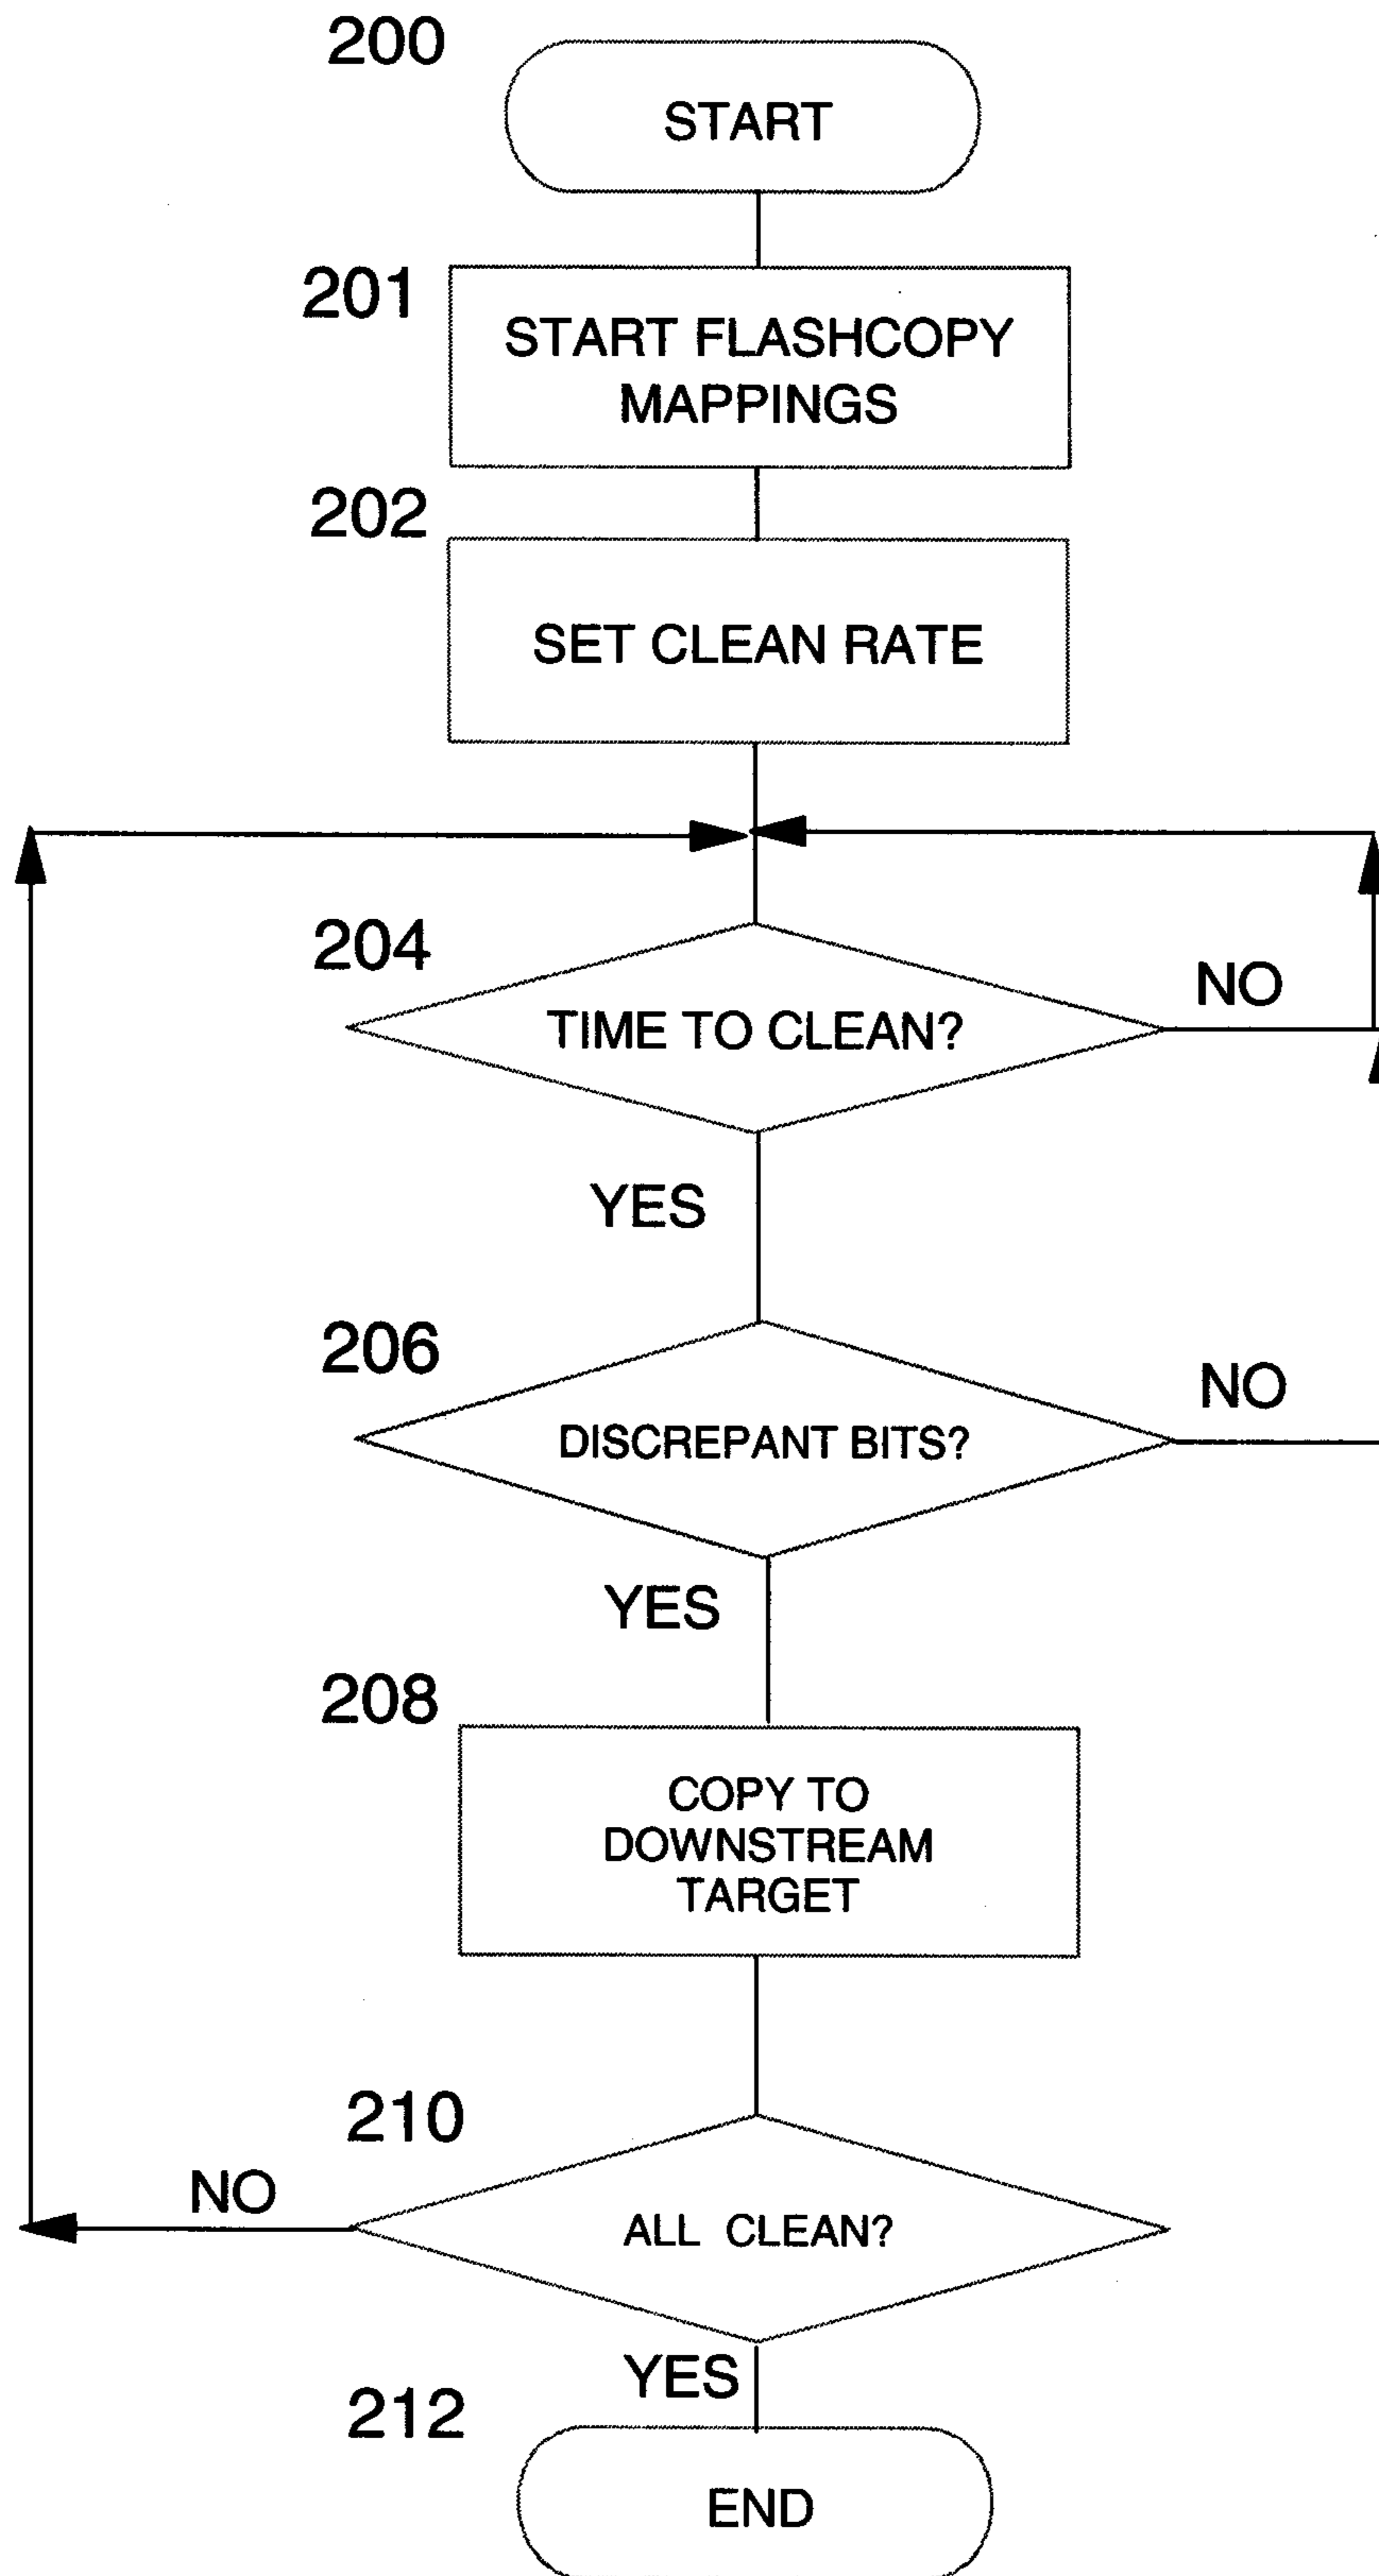 200
START
201
START FLASHCOPY
MAPPINGS
202
SET CLEAN RATE
204
TIME TO CLEAN?
NO
YES
206
DISCREPANT BITS?
NO
YES
208
COPY TO
DOWNSTREAM
TARGET
210
NO
ALL CLEAN?
YES
212
END